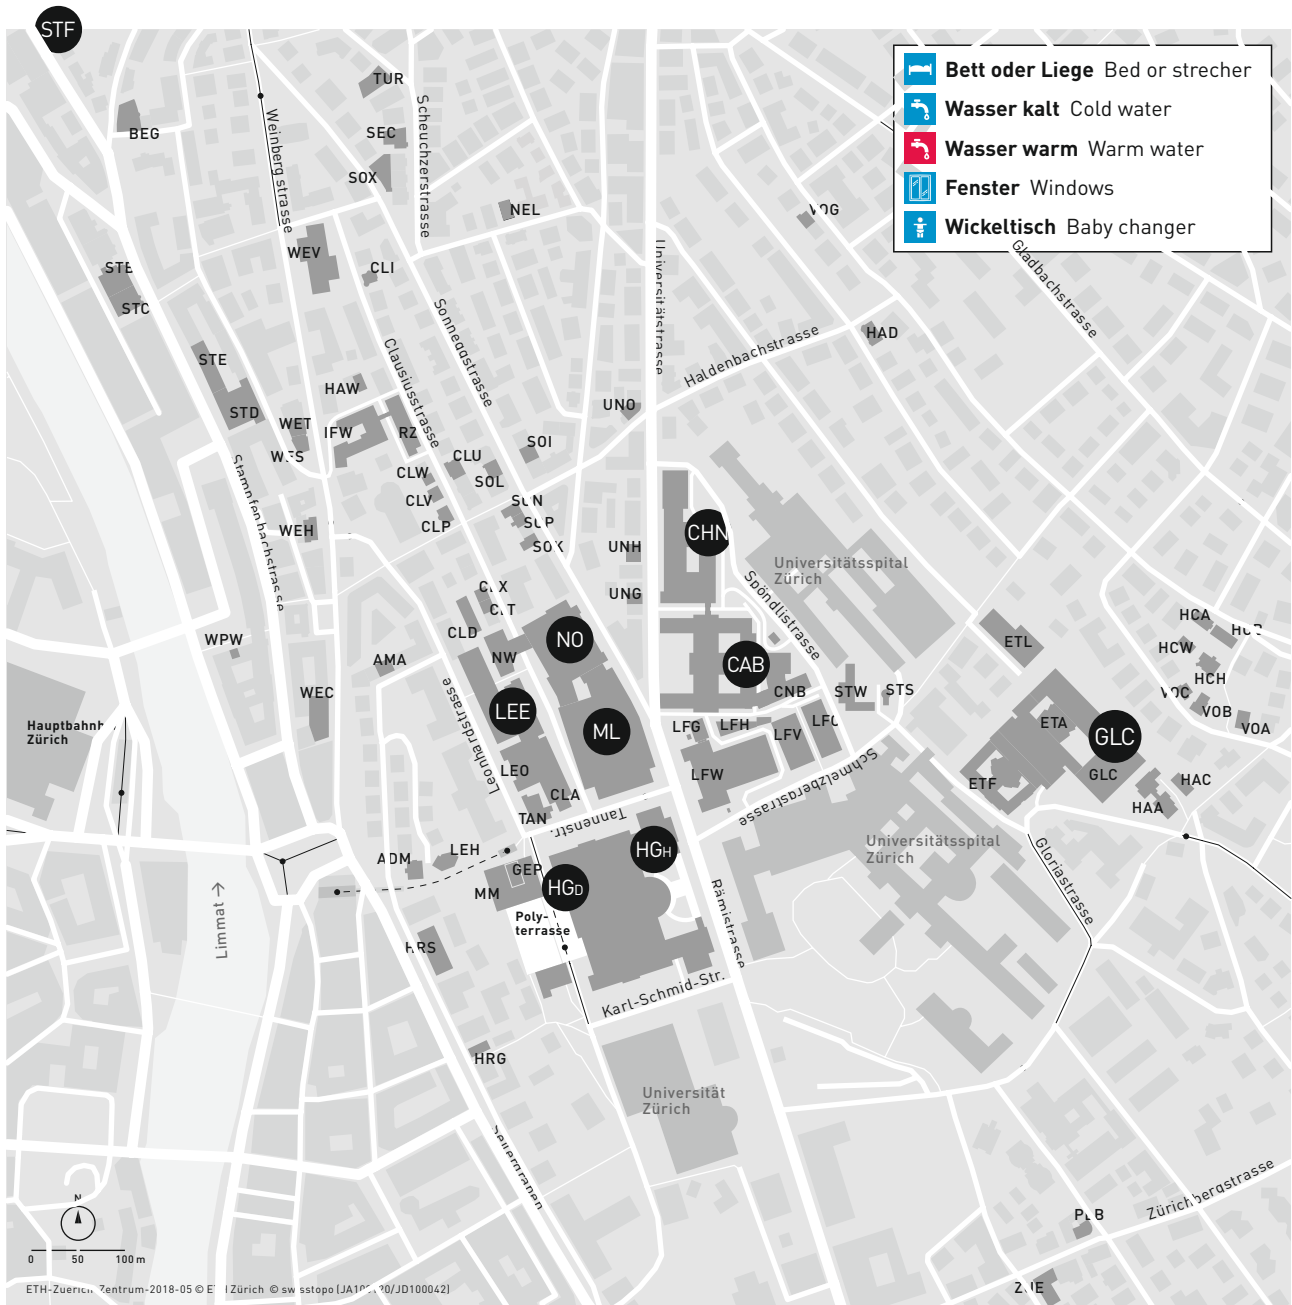 STF
Bett oder Liege Bed or strecher
Wasser kalt Cold water
Wasser warm Warm water
Fenster Windows
Wickeltisch Baby changer
TUR
BEG
SEC
SOX
Weinbergstrasse
Scheuchzerstrasse
NEL
WEV
CLI
STC
Universitätstrasse
Gladbachstrasse
Sonneggstrasse
Clausiusstrasse
Haldenbachstrasse
HAD
STE
HAW
STD
WET
IFW
RZ
UNO
SOI
CLU
CLW
SOL
CLV
CLP
WEH
Stampfenbachstrasse
SOK
UNH
CHN
Universitätsspital
Zürich
Spöndlistrasse
UNG
CLD
NO
NW
CAB
CNB
STW
STS
ETL
HCA
HCW
HCH
VOB
VOA
WPW
AMA
WEC
LEE
ML
Leonhardstrasse
LFG
LFH
LFV
LFW
ETA
GLC
GLC
ETF
HAC
HAA
Hauptbahnh
Zürich
LEO
CLA
TAN
Tannenstr.
Schmelzbergstrasse
Universitätsspital
Zürich
Gloriastrasse
LEH
GEP
MM
HGD
HGH
Poly-
terrasse
Limmat
Rämistrasse
Karl-Schmid-Str.
HRG
Universität
Zürich
Zürichbergstrasse
N
0 50 100 m